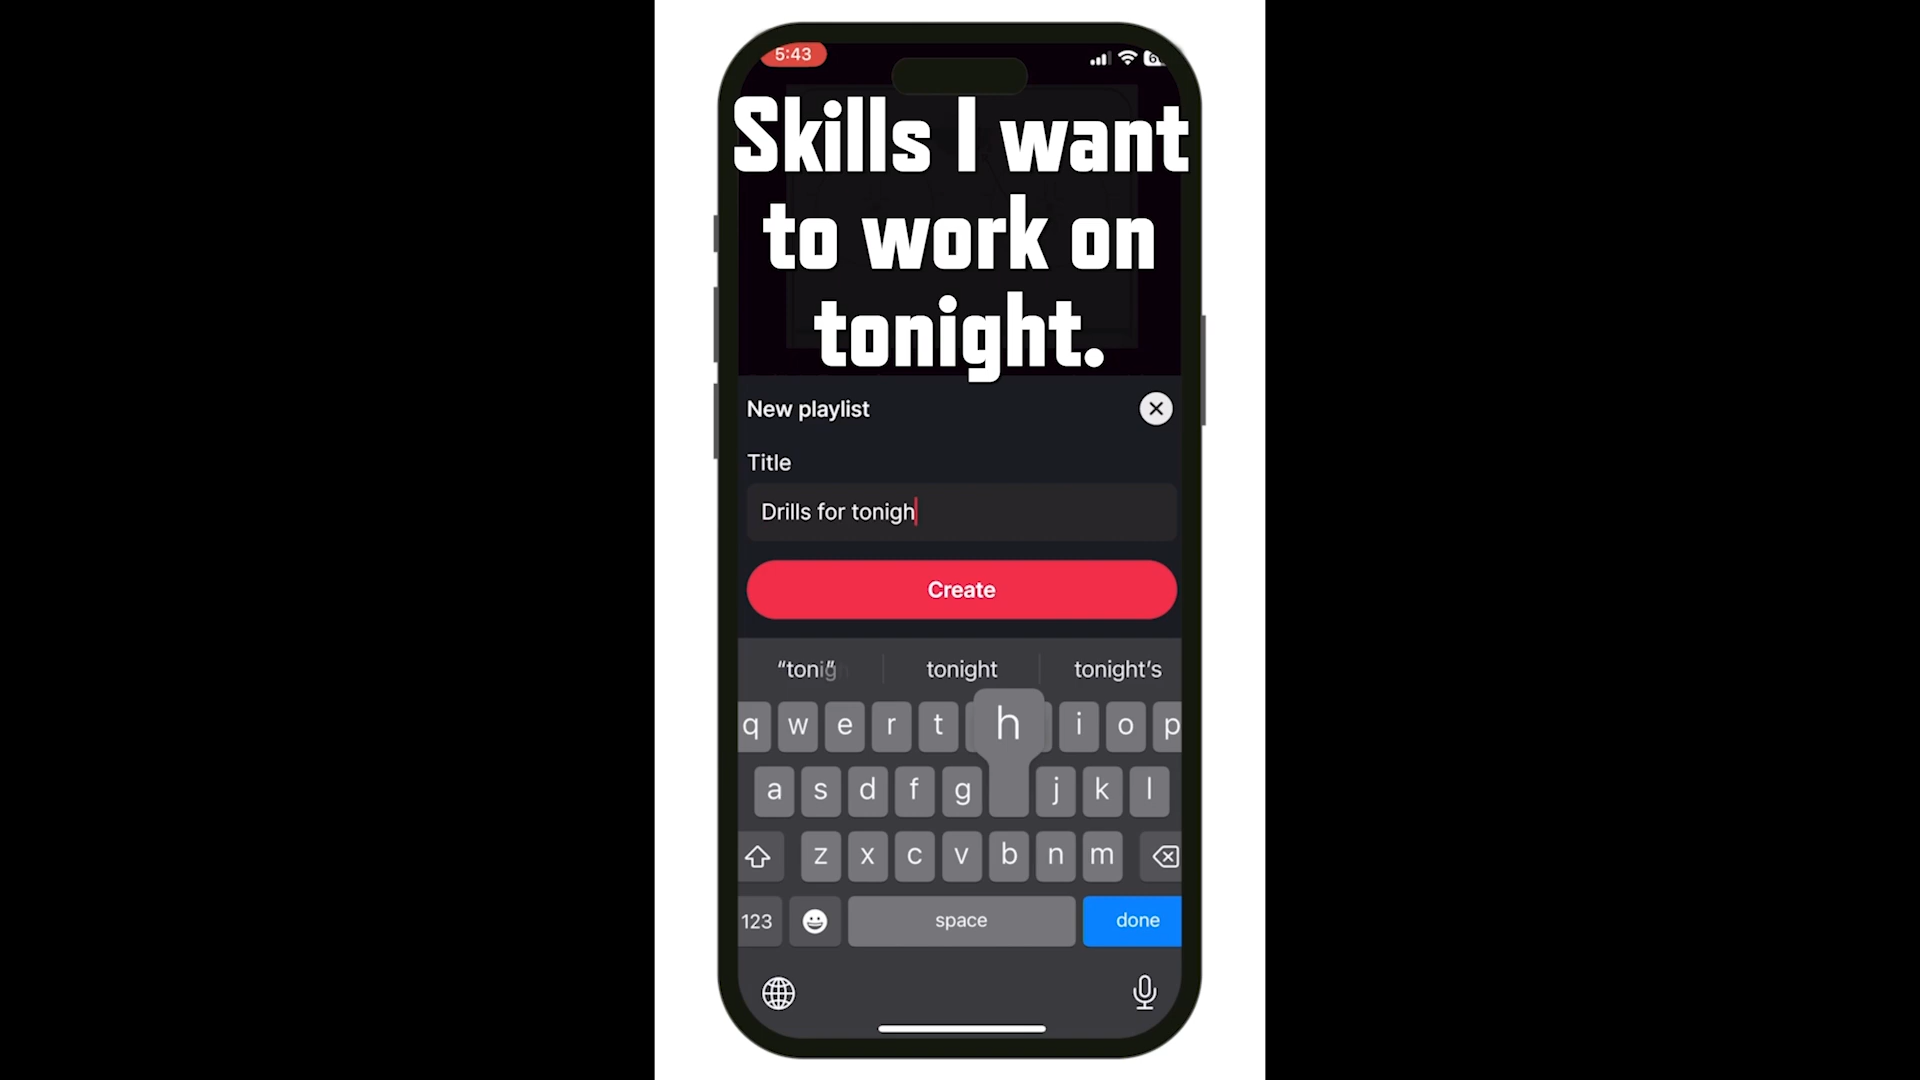 5:43
Skills I want
to work on
tonight.
New playlist
Title
Drills for tonigh
Create
tonight
tonight's
q w e r t h i o p
a s d f g j k l
z x c v b n m
123
space
done